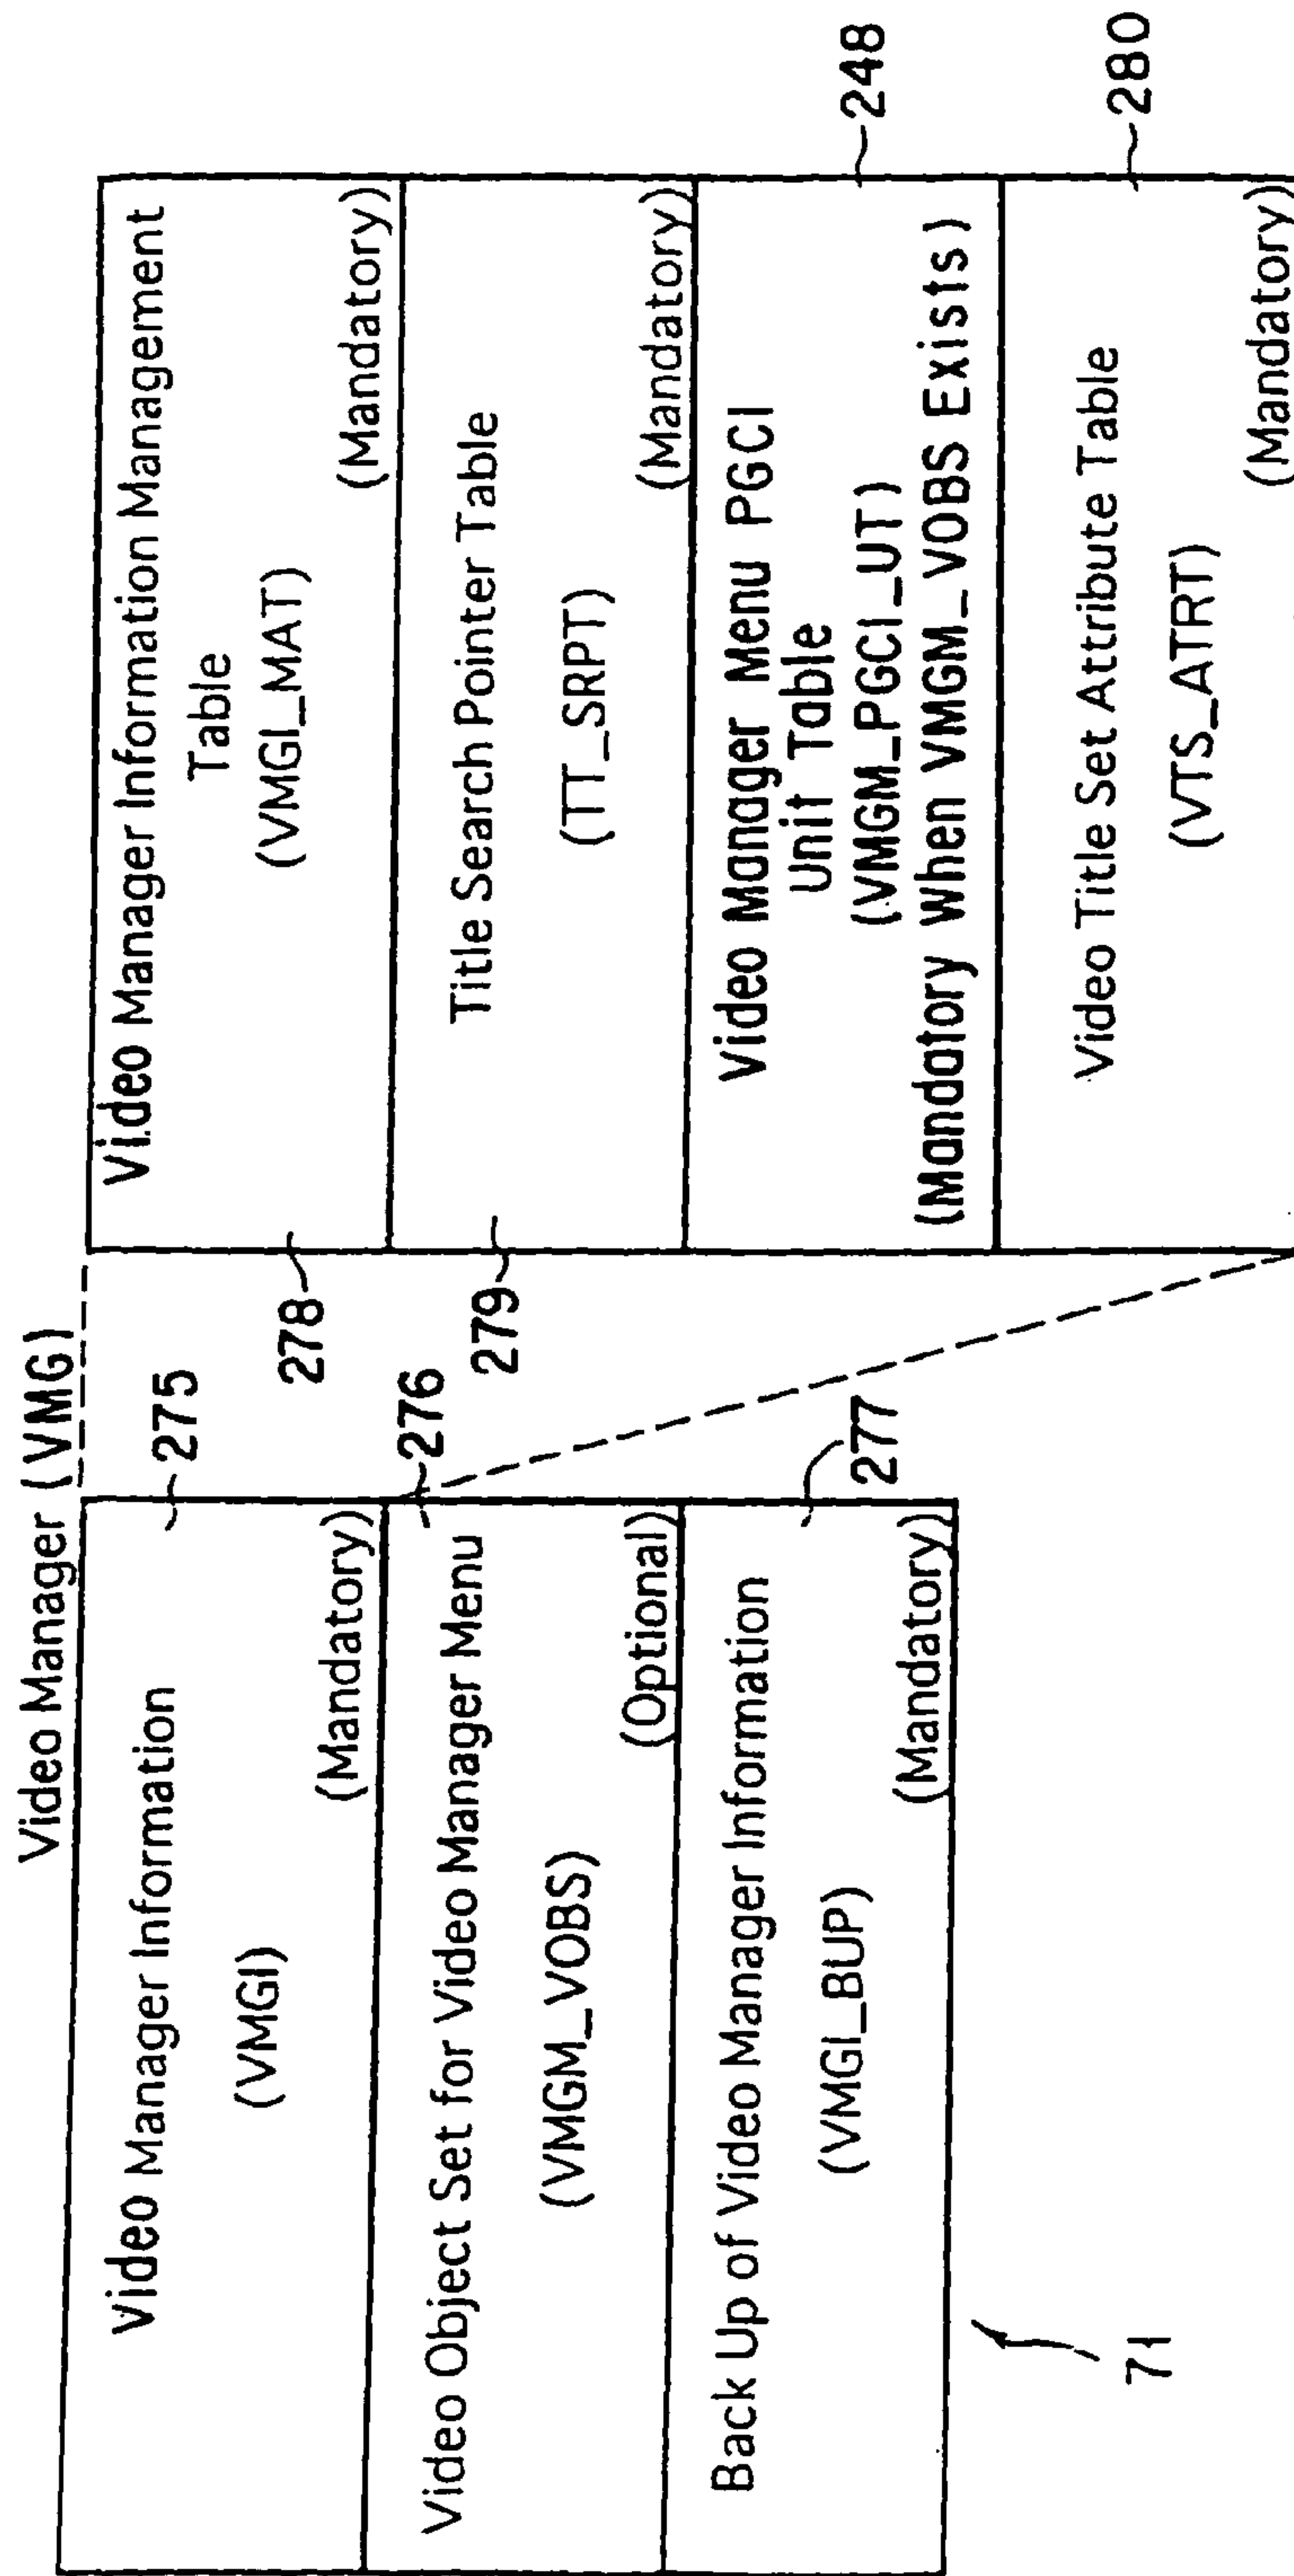 Video Manager (VMG)
Video Manager Information
(VMGI)
(Mandatory)
275
Video Object Set for Video Manager Menu
(VMGM_VOBS)
(Optional)
276
Back Up of Video Manager Information
(VMGI_BUP)
(Mandatory)
277
71
Video Manager Information Management
Table
(VMGI_MAT)
(Mandatory)
278
Title Search Pointer Table
(TT_SRPT)
(Mandatory)
279
Video Manager Menu PGCI
Unit Table
(VMGM_PGCI_UT)
(Mandatory When VMGM_VOBS Exists)
248
Video Title Set Attribute Table
(VTS_ATRT)
(Mandatory)
280